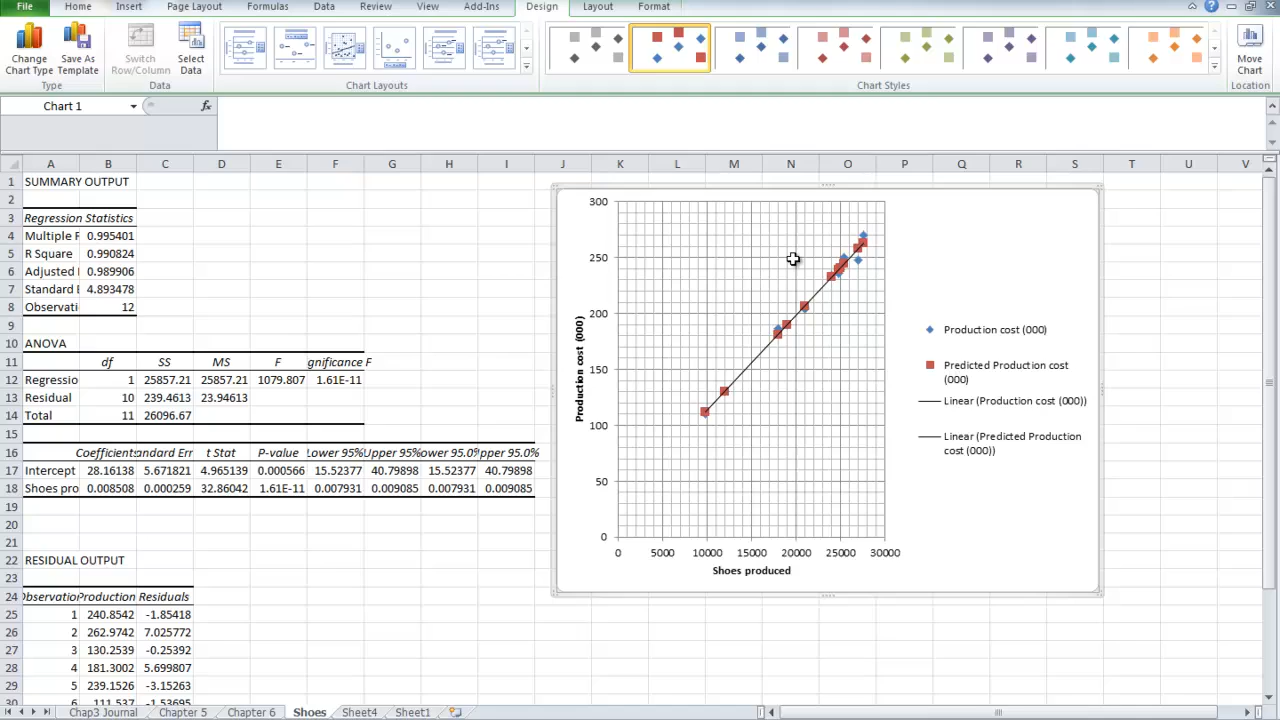 File Home Insert Page Layout Formulas Data Review View Add-Ins Design Layout Format
Change Chart Type Save As Template Switch Row/Column Select Data Move Chart
Type Data Chart Layouts Chart Styles Location
Chart 1 fx
A B C D E F G H I J K L M N O P Q R S T U V
1 SUMMARY OUTPUT
2
3 Regression Statistics
4 Multiple F 0.995401
5 R Square 0.990824
6 Adjusted 0.989906
7 Standard E 4.893478
8 Observati 12
9
10 ANOVA
11 df SS MS F gnificance F
12 Regressio 1 25857.21 25857.21 1079.807 1.61E-11
13 Residual 10 239.4613 23.94613
14 Total 11 26096.67
15
16 Coefficients andard Err t Stat P-value Lower 95% Upper 95% ower 95.0% pper 95.0%
17 Intercept 28.16138 5.671821 4.965139 0.000566 15.52377 40.79898 15.52377 40.79898
18 Shoes pro 0.008508 0.000259 32.86042 1.61E-11 0.007931 0.009085 0.007931 0.009085
19
20
21
22 RESIDUAL OUTPUT
23
24 Observation Production Residuals
25 1 240.8542 -1.85418
26 2 262.9742 7.025772
27 3 130.2539 -0.25392
28 4 181.3002 5.699807
29 5 239.1526 -3.15263
30 6 111.537 -1.53695
300
250
200
150
100
50
0
Production cost (000)
0 5000 10000 15000 20000 25000 30000
Shoes produced
Production cost (000)
Predicted Production cost
(000)
Linear (Production cost (000))
Linear (Predicted Production
cost (000))
Chap3 Journal Chapter 5 Chapter 6 Shoes Sheet4 Sheet1